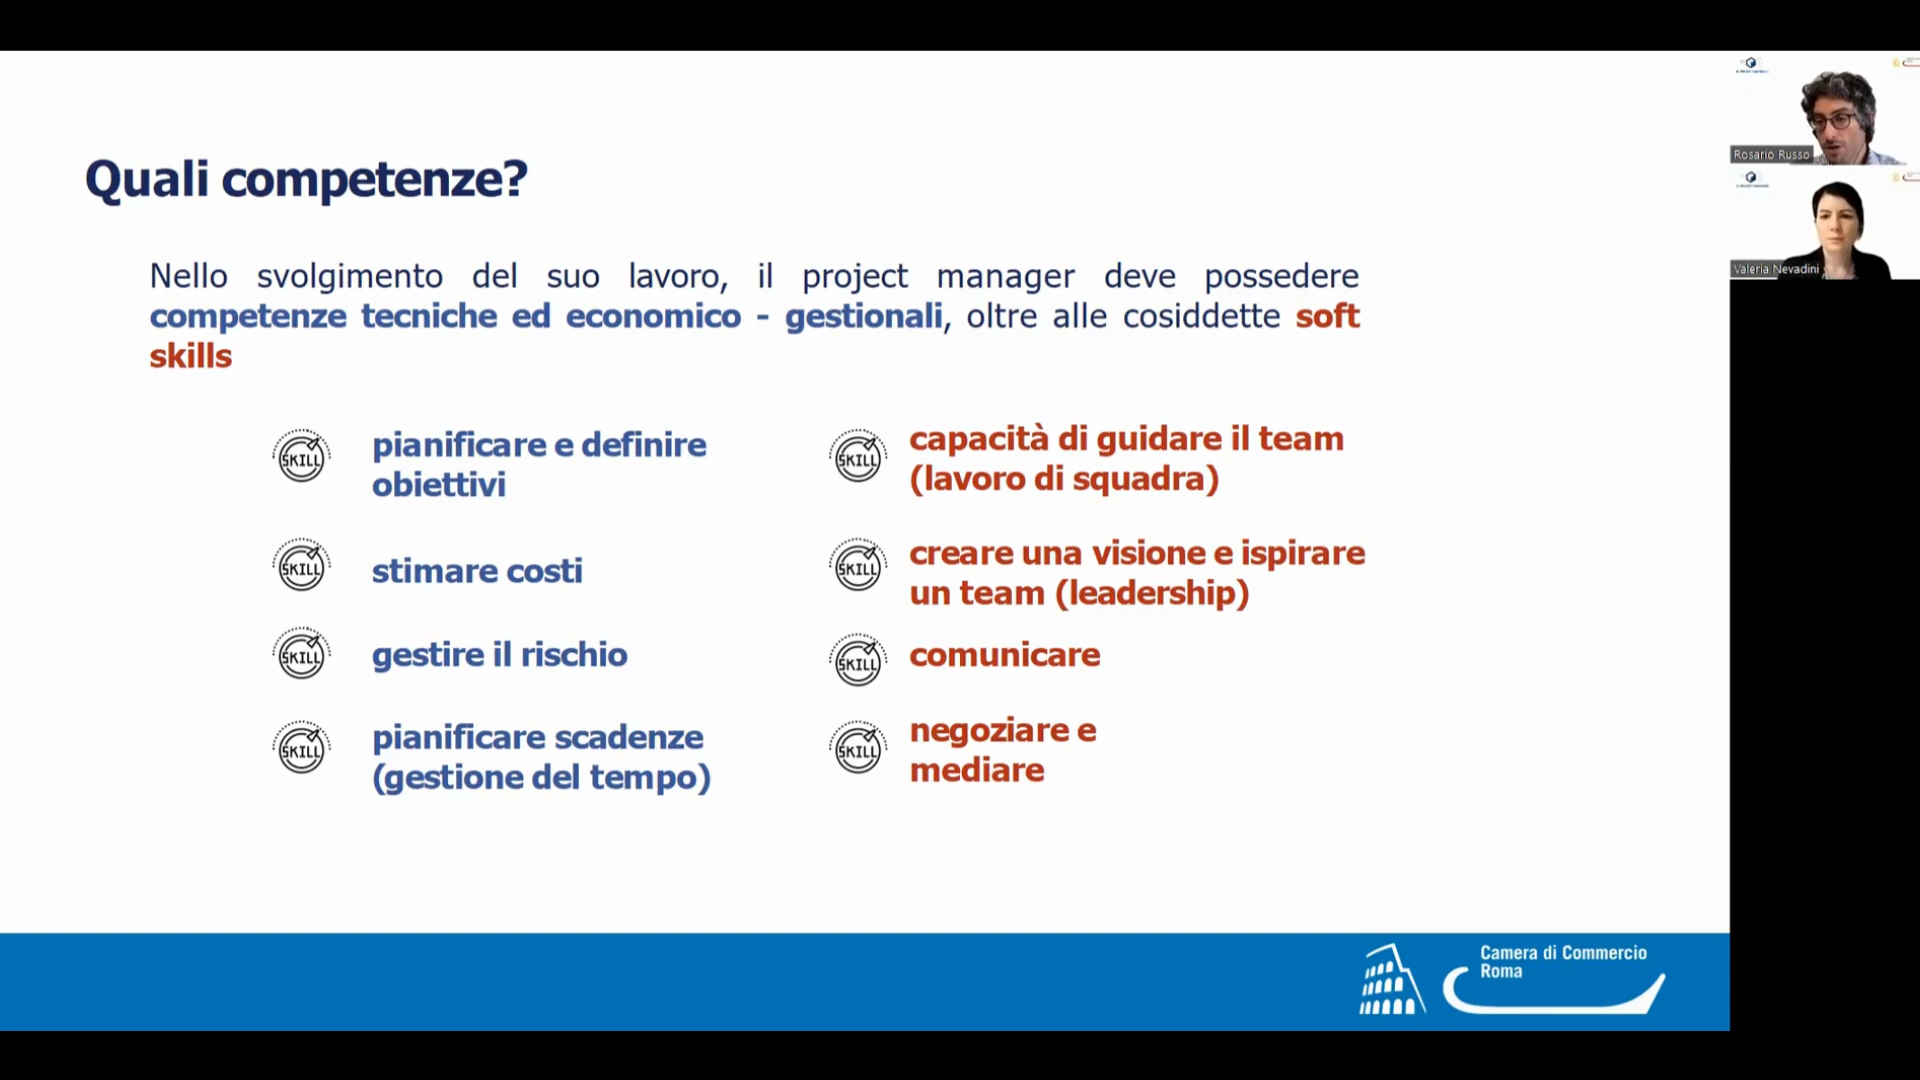 Quali competenze?
Nello svolgimento del suo lavoro, il project manager deve possedere
competenze tecniche ed economico - gestionali, oltre alle cosiddette soft
skills
SKILL
pianificare e definire
obiettivi
SKILL
stimare costi
SKILL
gestire il rischio
SKILL
pianificare scadenze
(gestione del tempo)
SKILL
capacità di guidare il team
(lavoro di squadra)
SKILL
creare una visione e ispirare
un team (leadership)
SKILL
comunicare
SKILL
negoziare e
mediare
Camera di Commercio
Roma
Rosario Russo
Valeria Nevadini